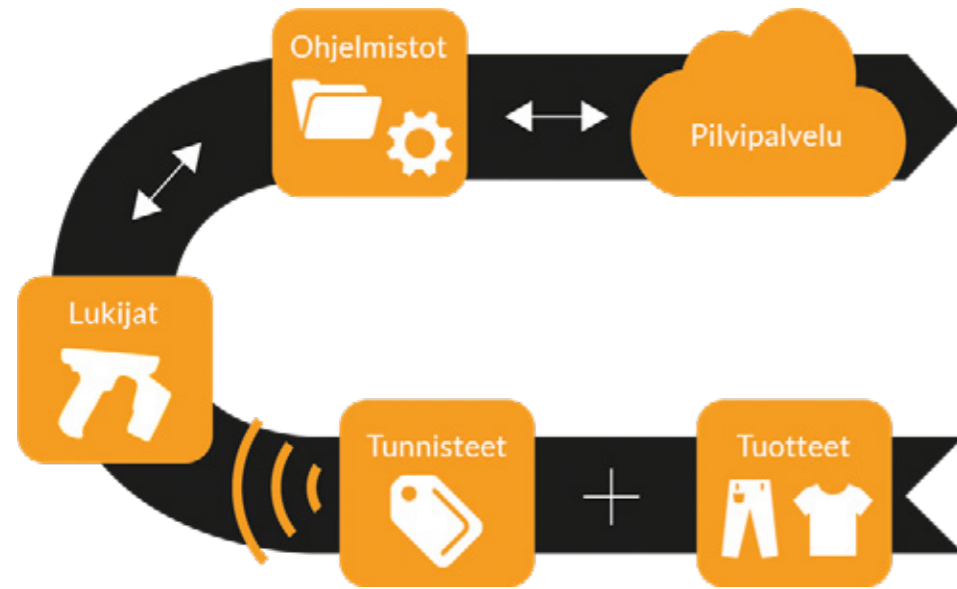 Ohjelmistot
Pilvipalvelu
Lukijat
Tunnisteet
Tuotteet